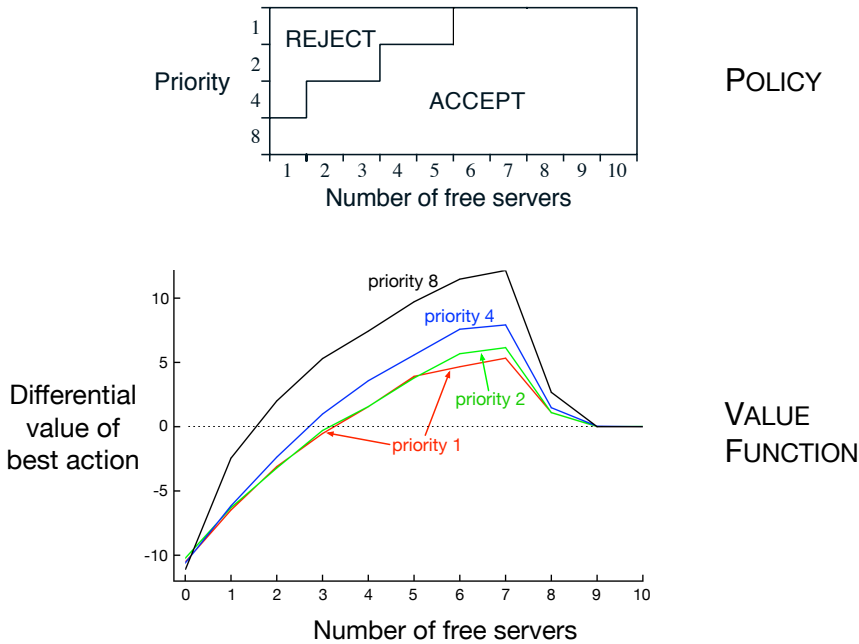 1
REJECT
2
Priority
POLICY
4
ACCEPT
8
1 2 3 4 5 6 7 8 9 10
Number of free servers
priority 8
10
priority 4
5
priority 2
Differential
value of
best action
0
priority 1
VALUE
FUNCTION
-5
-10
0 1 2 3 4 5 6 7 8 9 10
Number of free servers